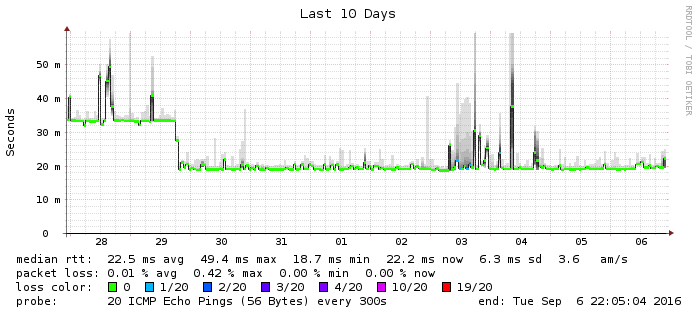 Last 10 Days
RRDTOOL / TOBI OETIKER
Seconds
50 m
40 m
30 m
20 m
10 m
0
28 29 30 31 01 02 03 04 05 06
median rtt: 22.5 ms avg 49.4 ms max 18.7 ms min 22.2 ms now 6.3 ms sd 3.6 am/s
packet loss: 0.01 % avg 0.42 % max 0.00 % min 0.00 % now
loss color: 0 1/20 2/20 3/20 4/20 10/20 19/20
probe: 20 ICMP Echo Pings (56 Bytes) every 300s end: Tue Sep 6 22:05:04 2016